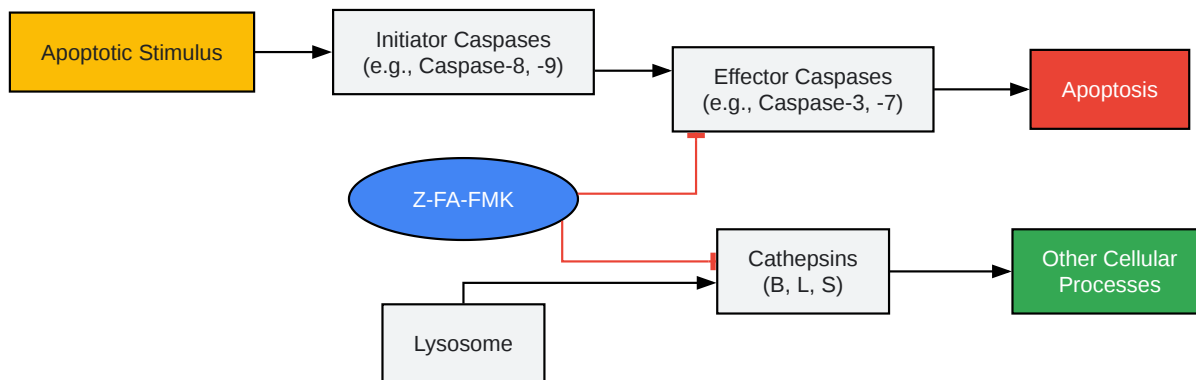 Apoptotic Stimulus
Initiator Caspases
(e.g., Caspase-8, -9)
Effector Caspases
(e.g., Caspase-3, -7)
Apoptosis
Z-FA-FMK
Cathepsins
(B, L, S)
Other Cellular
Processes
Lysosome